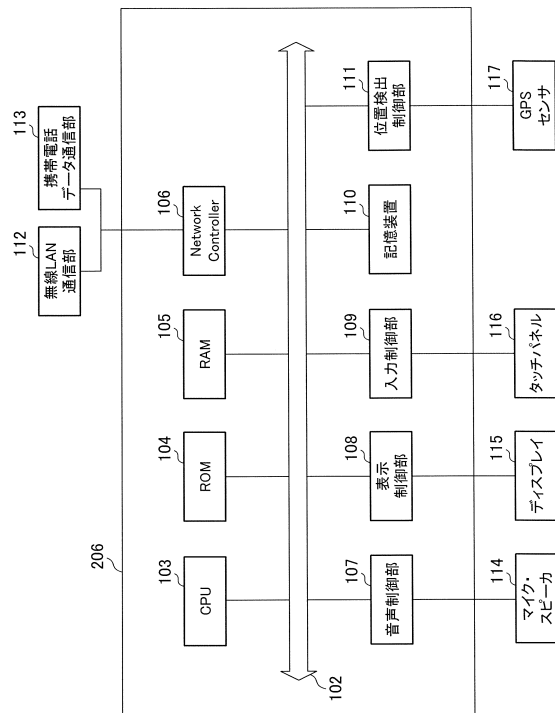 206
103
CPU
104
ROM
105
RAM
106
Network
Controller
112
無線LAN
通信部
113
携帯電話
データ通信部
102
107
音声制御部
108
表示
制御部
109
入力制御部
110
記憶装置
111
位置検出
制御部
114
マイク・
スピーカ
115
ディスプレイ
116
タッチパネル
117
GPS
センサ